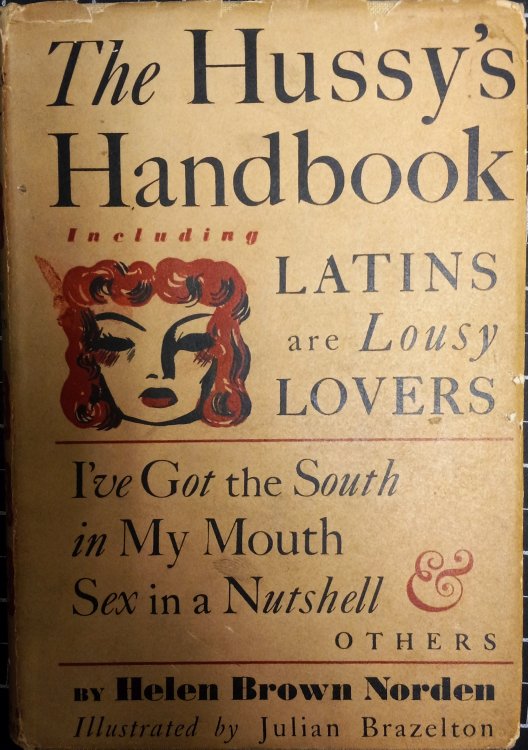 The Hussy's
Handbook
Including
LATINS
are Lousy
LOVERS
I've Got the South
in My Mouth
Sex in a Nutshell
&
OTHERS
BY Helen Brown Norden
Illustrated by Julian Brazelton